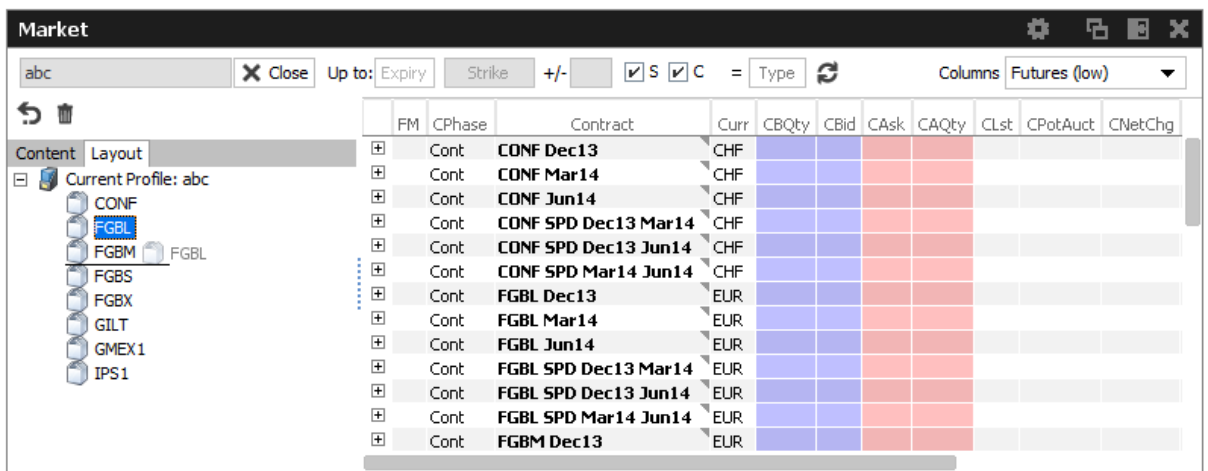 Market
abc Close Up to: Expiry Strike +/- S C = Type Columns Futures (low)
FM CPhase Contract Curr CBQty CBid CAsk CAQty CLst CPotAuct CNetChg
Content Layout
Current Profile: abc
CONF
FGBL
FGBM FGBL
FGBS
FGBX
GILT
GMEX1
IPS1
Cont CONF Dec13 CHF
Cont CONF Mar14 CHF
Cont CONF Jun14 CHF
Cont CONF SPD Dec13 Mar14 CHF
Cont CONF SPD Dec13 Jun14 CHF
Cont CONF SPD Mar14 Jun14 CHF
Cont FGBL Dec13 EUR
Cont FGBL Mar14 EUR
Cont FGBL Jun14 EUR
Cont FGBL SPD Dec13 Mar14 EUR
Cont FGBL SPD Dec13 Jun14 EUR
Cont FGBL SPD Mar14 Jun14 EUR
Cont FGBM Dec13 EUR